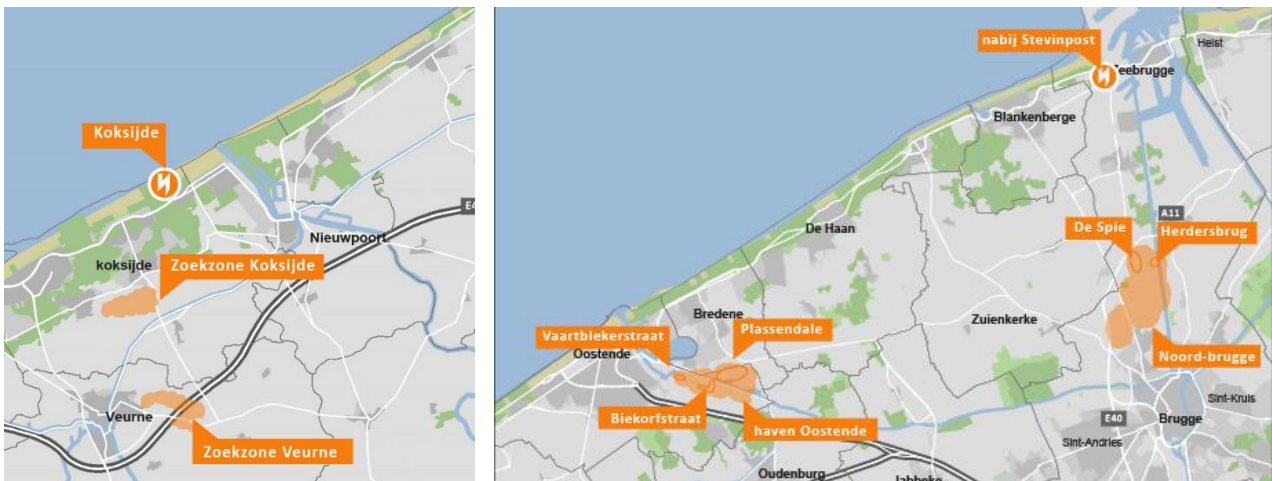 Koksijde
Nieuwpoort
koksijde
Zoekzone Koksijde
Veurne
Zoekzone Veurne
nabij Stevinpost
Heist
Blankenberge
De Haan
A11
De Spie
Herdersbrug
Bredene
Zuienkerke
Vaartblekerstraat
Plassendale
Oostende
Noord-brugge
Biekorfstraat
haven Oostende
Sint-Kruis
E40
Brugge
Sint-Andries
Oudenburg
Jabbeke